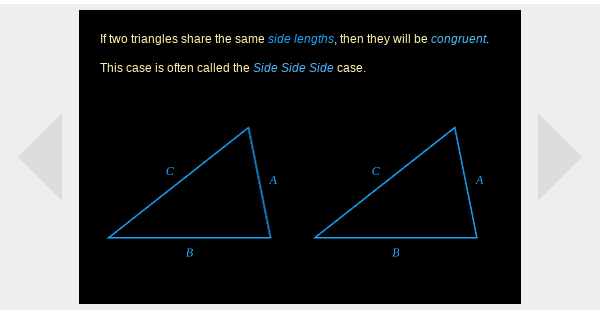 If two triangles share the same side lengths, then they will be congruent.
This case is often called the Side Side Side case.
C
A
B
C
A
B